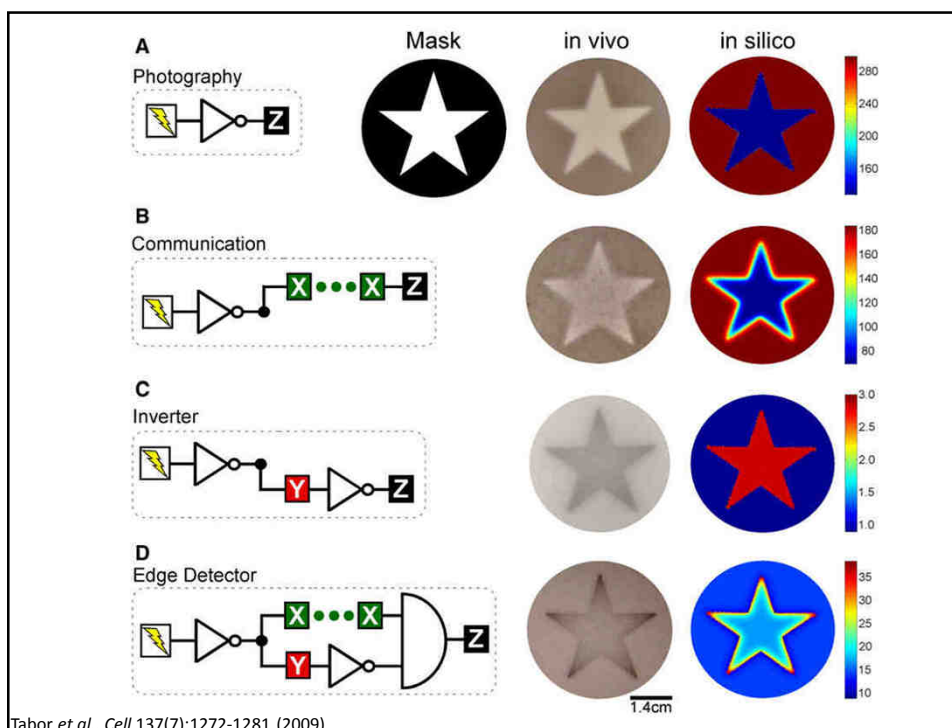 A
Photography
Z
Mask
in vivo
in silico
280
240
200
160
B
Communication
X X Z
180
160
140
120
100
80
C
Inverter
Y Z
3.0
2.5
2.0
1.5
1.0
D
Edge Detector
X X
Z
Y
35
30
25
20
15
10
1.4cm
Tabor et al., Cell 137(7):1272-1281 (2009)